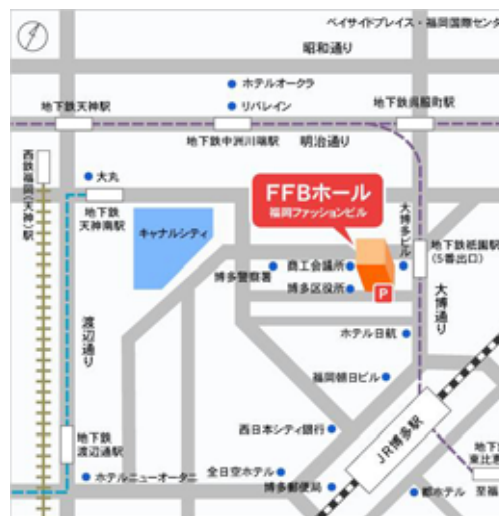 ベイサイドプレイス・福岡国際センタ
昭和通り
ホテルオークラ
地下鉄天神駅
リバレイン
地下鉄呉服町駅
地下鉄中洲川端駅
明治通り
西鉄福岡(天神)駅
大丸
地下鉄
天神南駅
キャナルシティ
FFBホール
福岡ファッションビル
大博多ビル
地下鉄祇園駅
(5番出口)
博多警察署
商工会議所
博多区役所
P
大博通り
渡辺通り
ホテル日航
福岡朝日ビル
西日本シティ銀行
JR博多駅
地下鉄
渡辺通駅
ホテルニューオータニ
全日空ホテル
博多郵便局
都ホテル
地下
東比恵
至福